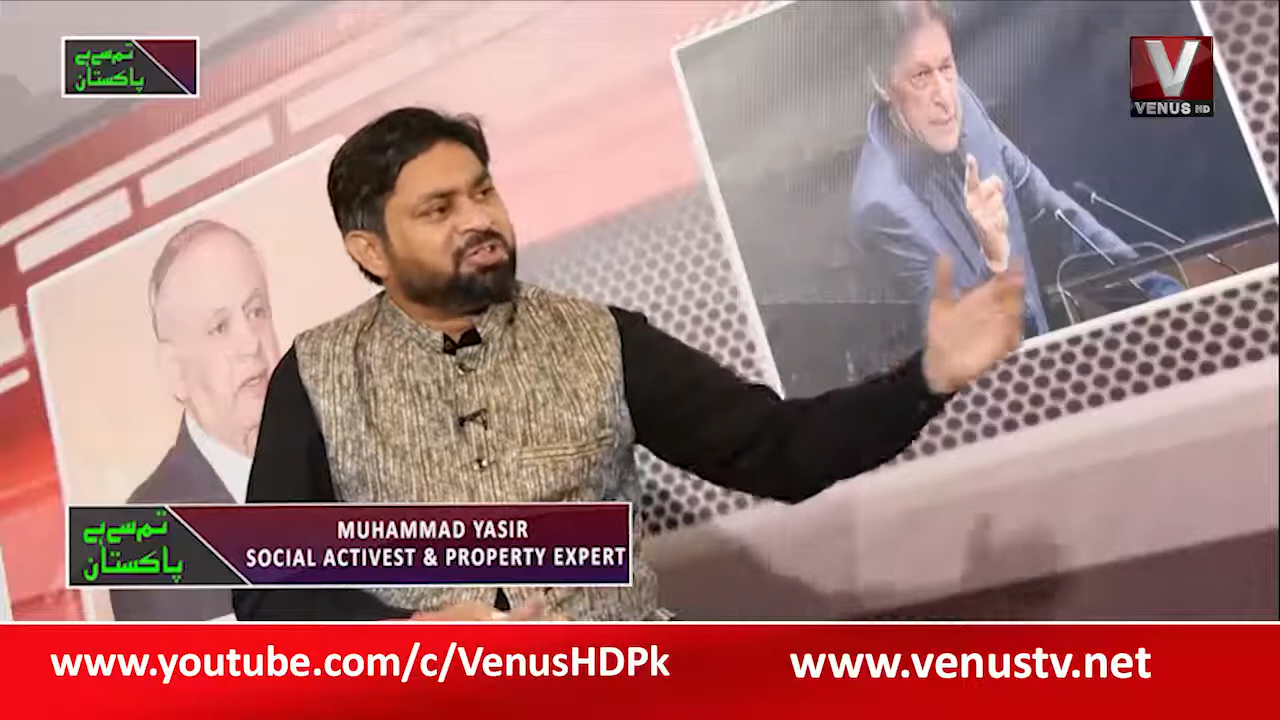 تم سے ہے
پاکستان
V
VENUS HD
تم سے ہے
پاکستان
MUHAMMAD YASIR
SOCIAL ACTIVEST & PROPERTY EXPERT
www.youtube.com/c/VenusHDPk
www.venustv.net